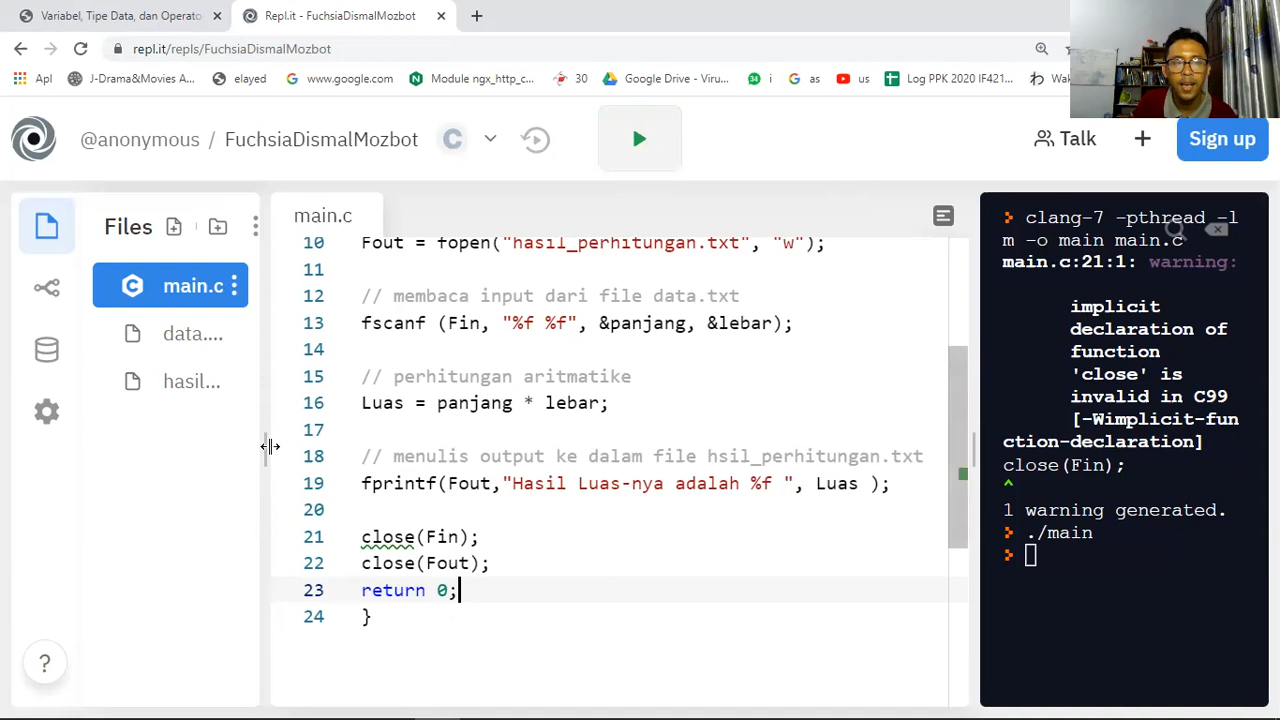 Variabel, Tipe Data, dan Operato
Repl.it - FuchsiaDismalMozbot
repl.it/repls/FuchsiaDismalMozbot
Apl
J-Drama&Movies A...
elayed
www.google.com
Module ngx_http_c...
30
Google Drive - Viru...
i
as
us
Log PPK 2020 IF421...
Wak
@anonymous / FuchsiaDismalMozbot
Talk
Sign up
Files
main.c
data....
hasil...
main.c
10 Fout = fopen("hasil_perhitungan.txt", "w");
11
12 // membaca input dari file data.txt
13 fscanf (Fin, "%f %f", &panjang, &lebar);
14
15 // perhitungan aritmatike
16 Luas = panjang * lebar;
17
18 // menulis output ke dalam file hsil_perhitungan.txt
19 fprintf(Fout,"Hasil Luas-nya adalah %f ", Luas );
20
21 close(Fin);
22 close(Fout);
23 return 0;
24 }
clang-7 -pthread -l
m -o main main.c
main.c:21:1: warning:
implicit
declaration of
function
'close' is
invalid in C99
[-Wimplicit-fun
ction-declaration]
close(Fin);
^
1 warning generated.
./main
?